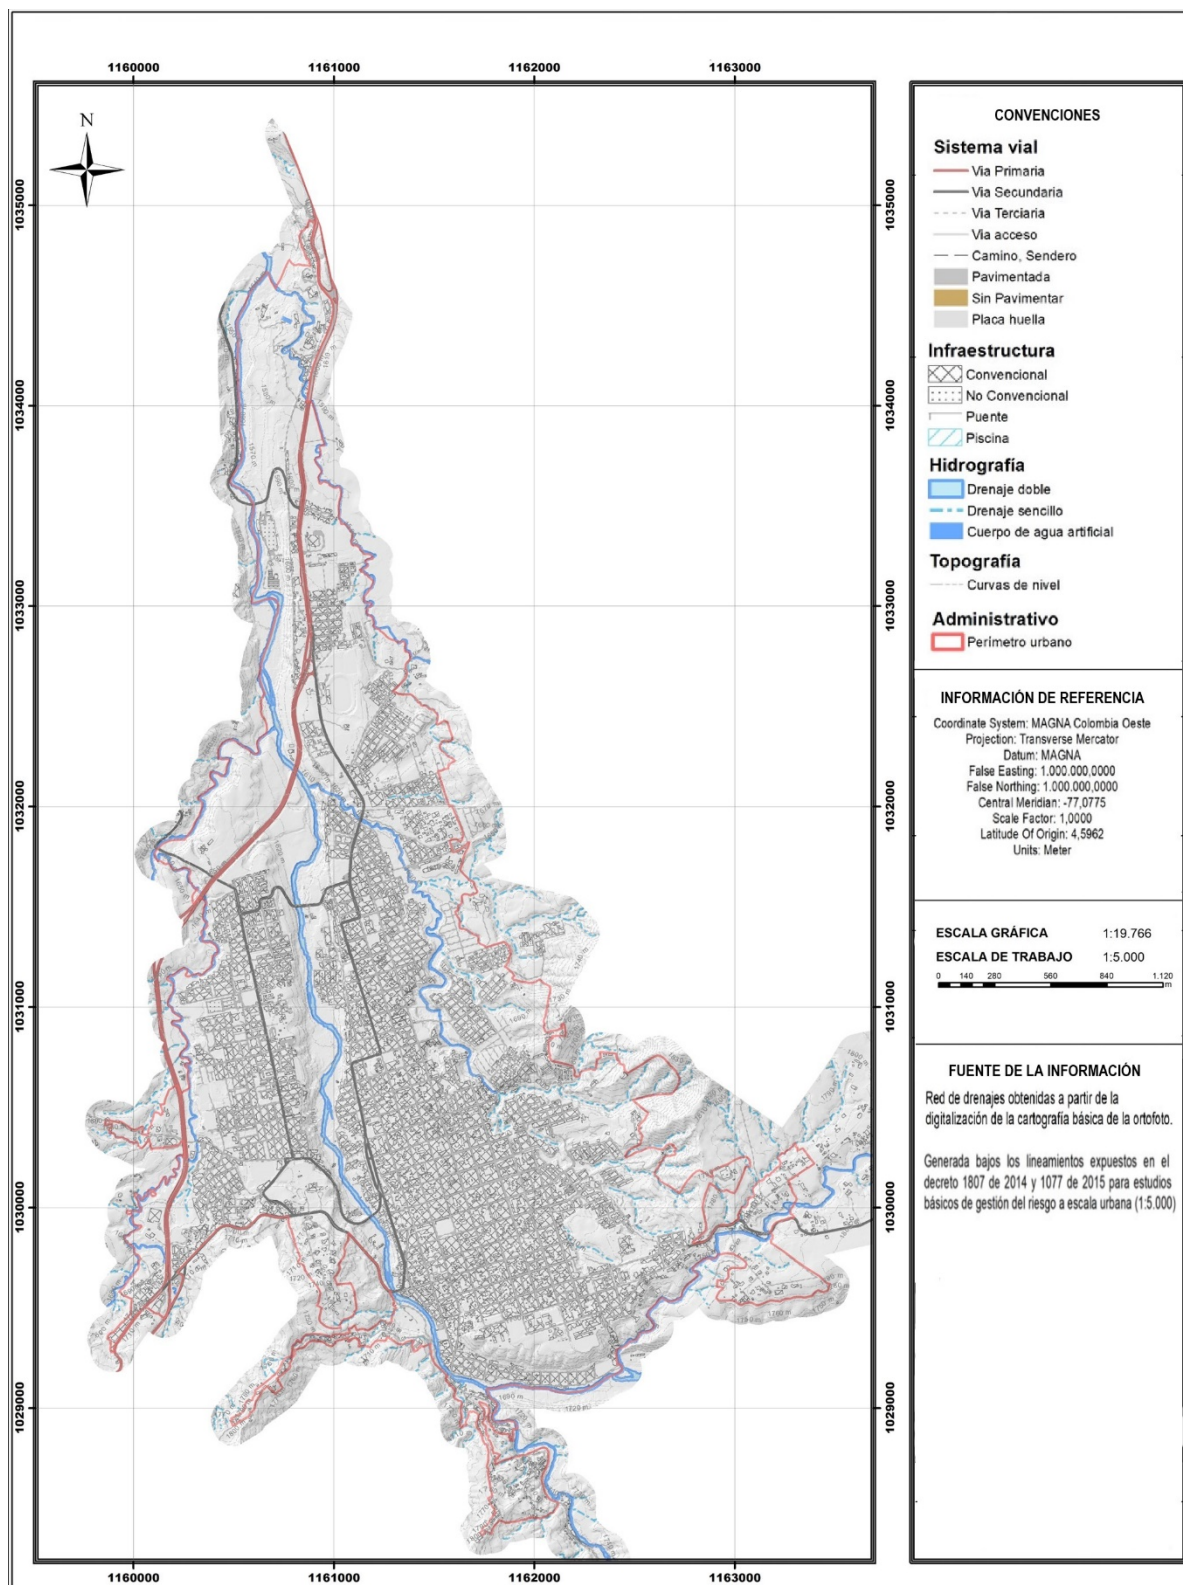 1160000 1161000 1162000 1163000
N
1035000 1035000
1034000 1034000
1033000 1033000
1032000 1032000
1031000 1031000
1030000 1030000
1029000 1029000
1160000 1161000 1162000 1163000
CONVENCIONES
Sistema vial
Via Primaria
Via Secundaria
Via Terciaria
Via acceso
Camino, Sendero
Pavimentada
Sin Pavimentar
Placa huella
Infraestructura
Convencional
No Convencional
Puente
Piscina
Hidrografía
Drenaje doble
Drenaje sencillo
Cuerpo de agua artificial
Topografía
Curvas de nivel
Administrativo
Perímetro urbano
INFORMACIÓN DE REFERENCIA
Coordinate System: MAGNA Colombia Oeste
Projection: Transverse Mercator
Datum: MAGNA
False Easting: 1.000.000,0000
False Northing: 1.000.000,0000
Central Meridian: -77,0775
Scale Factor: 1,0000
Latitude Of Origin: 4,5962
Units: Meter
ESCALA GRÁFICA 1:19.766
ESCALA DE TRABAJO 1:5.000
0 140 280 560 840 1.120
m
FUENTE DE LA INFORMACIÓN
Red de drenajes obtenidas a partir de la
digitalización de la cartografía básica de la ortofoto.
Generada bajos los lineamientos expuestos en el
decreto 1807 de 2014 y 1077 de 2015 para estudios
básicos de gestión del riesgo a escala urbana (1:5.000)